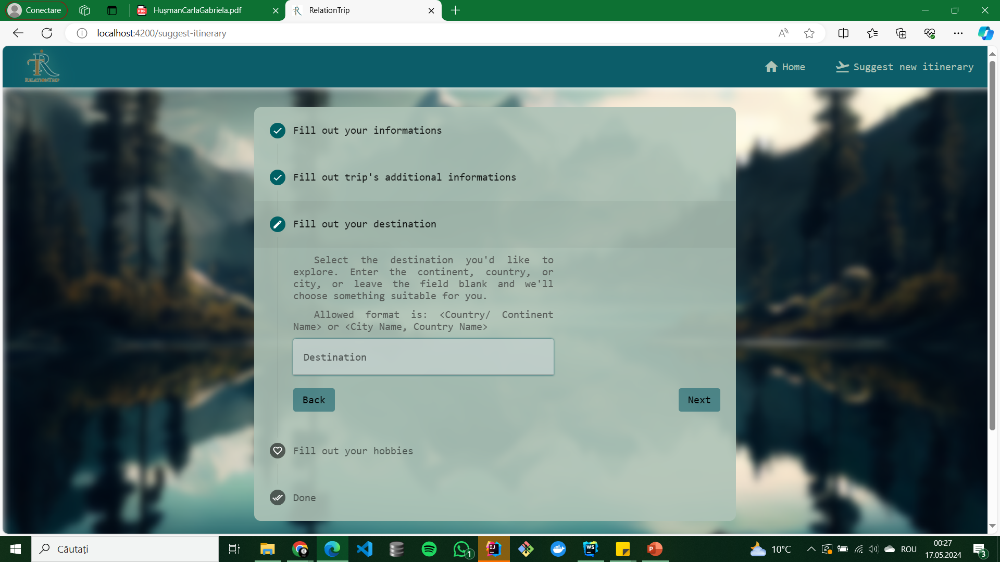 Conectare
HușmanCarlaGabriela.pdf
RelationTrip
localhost:4200/suggest-itinerary
RELATIONTRIP
Home
Suggest new itinerary
Fill out your informations
Fill out trip's additional informations
Fill out your destination
Select the destination you'd like to
explore. Enter the continent, country, or
city, or leave the field blank and we'll
choose something suitable for you.
Allowed format is: <Country/ Continent
Name> or <City Name, Country Name>
Destination
Back
Next
Fill out your hobbies
Done
Căutați
1
10°C
ROU
00:27
17.05.2024
3